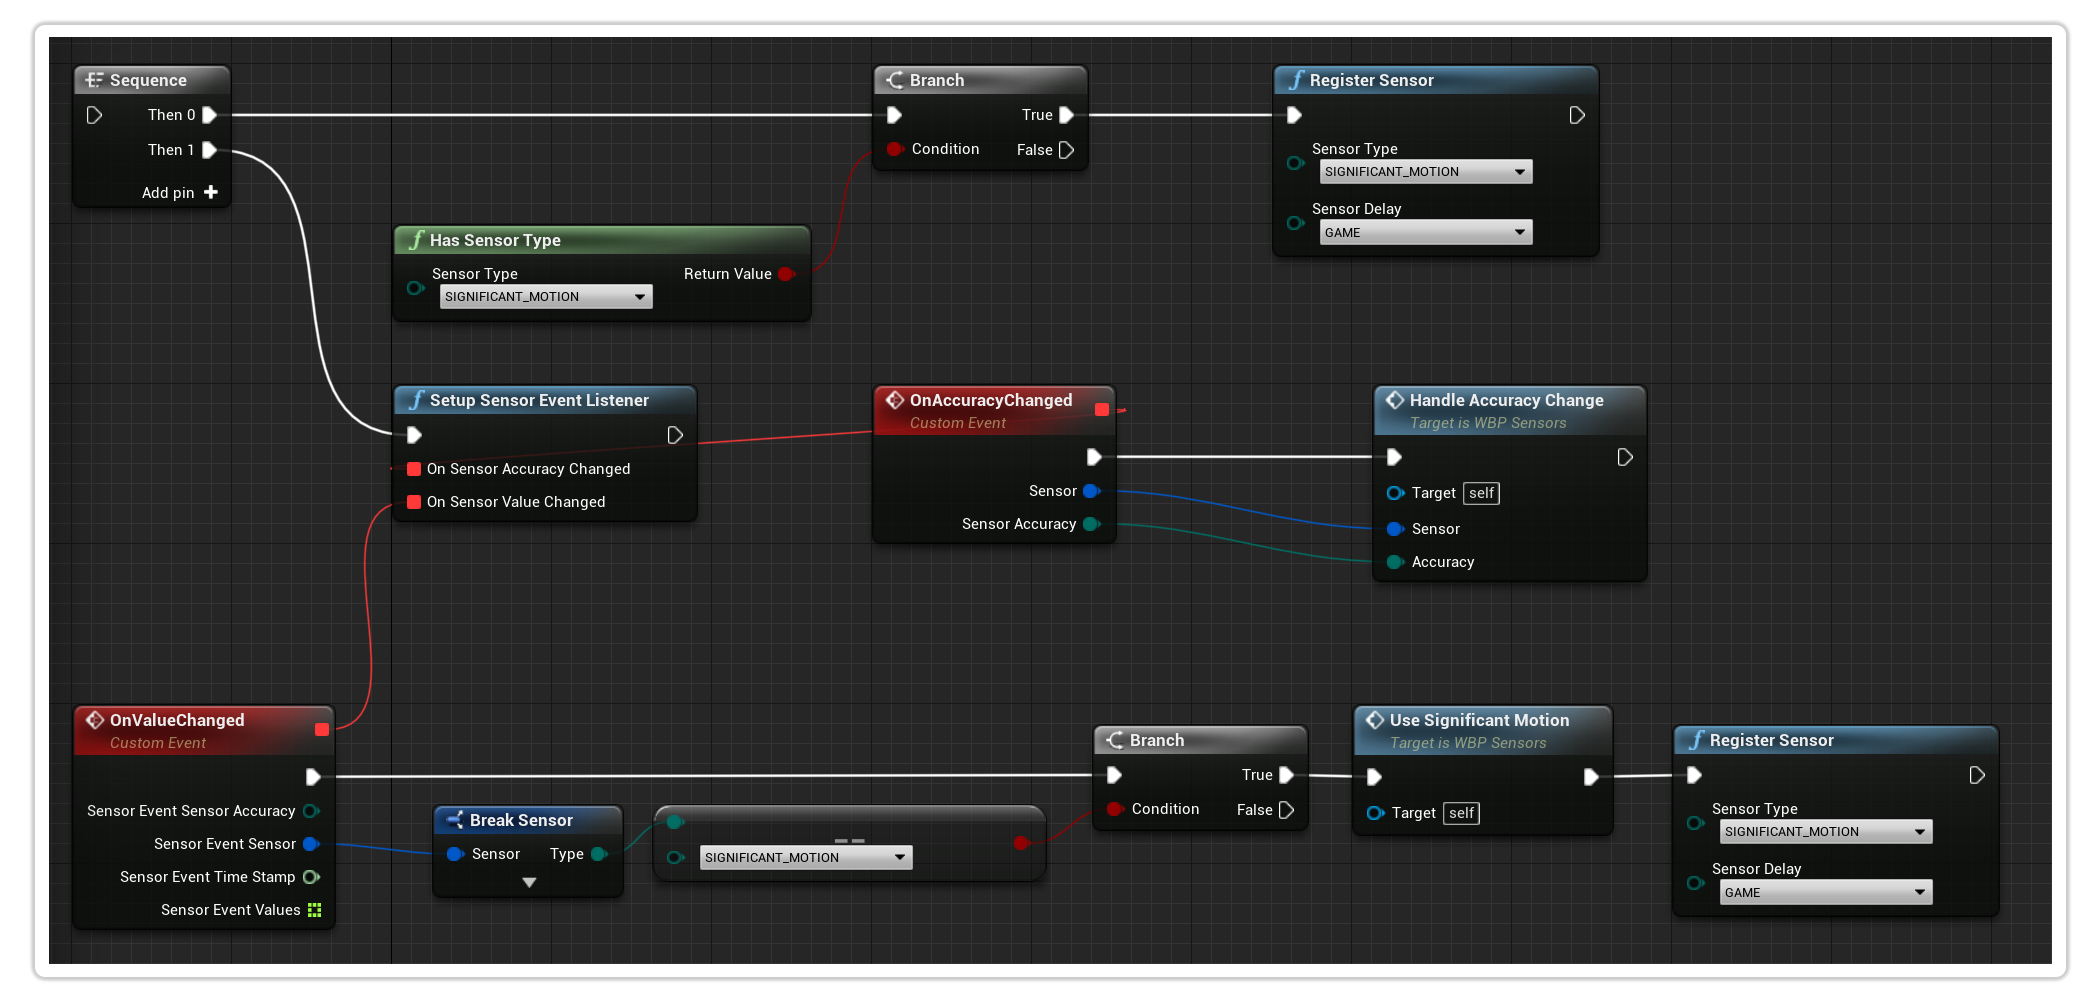 Sequence
Then 0
Then 1
Add pin
Branch
True
Condition
False
Register Sensor
Sensor Type
SIGNIFICANT_MOTION
Sensor Delay
GAME
Has Sensor Type
Sensor Type
Return Value
SIGNIFICANT_MOTION
Setup Sensor Event Listener
On Sensor Accuracy Changed
On Sensor Value Changed
OnAccuracyChanged
Custom Event
Sensor
Sensor Accuracy
Handle Accuracy Change
Target is WBP Sensors
Target self
Sensor
Accuracy
OnValueChanged
Custom Event
Sensor Event Sensor Accuracy
Sensor Event Sensor
Sensor Event Time Stamp
Sensor Event Values
Break Sensor
Sensor Type
==
SIGNIFICANT_MOTION
Branch
True
Condition
False
Use Significant Motion
Target is WBP Sensors
Target self
Register Sensor
Sensor Type
SIGNIFICANT_MOTION
Sensor Delay
GAME